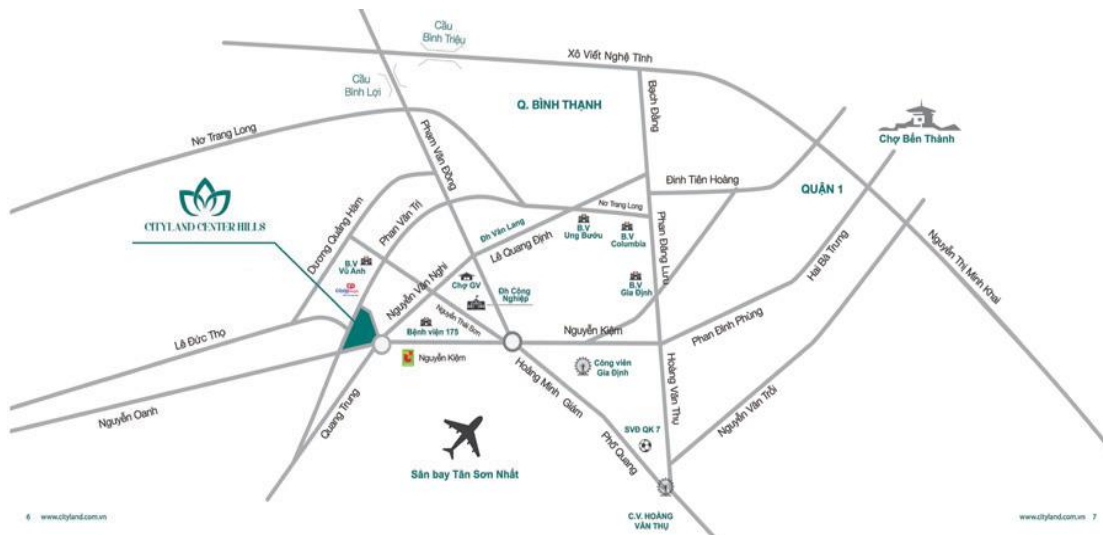 Cầu
Bình Triệu
Xô Viết Nghệ Tĩnh
Cầu
Bình Lợi
Q. BÌNH THẠNH
Bạch Đằng
Nơ Trang Long
Phạm Văn Đồng
Chợ Bến Thành
CITYLAND CENTER HILLS
Dương Quảng Hàm
Phan Văn Trị
Đinh Tiên Hoàng
QUẬN 1
Nơ Trang Long
Đh Văn Lang
Lê Quang Định
B.V
Ung Bướu
B.V
Columbia
Phan Đăng Lưu
Hai Bà Trưng
Nguyễn Thị Minh Khai
B.V
Vũ Anh
Nguyễn Văn Nghi
Chợ GV
Đh Công
Nghiệp
B.V
Gia Định
Nguyễn Thái Sơn
Lê Đức Thọ
Bệnh viện 175
Nguyễn Kiệm
Phan Đình Phùng
Nguyễn Kiệm
Công viên
Gia Định
Hoàng Minh Giám
Hoàng Văn Thụ
Nguyễn Oanh
Quang Trung
Nguyễn Văn Trỗi
SVĐ QK 7
Phổ Quang
Sân bay Tân Sơn Nhất
C.V. HOÀNG
VĂN THỤ
6 www.cityland.com.vn
www.cityland.com.vn 7